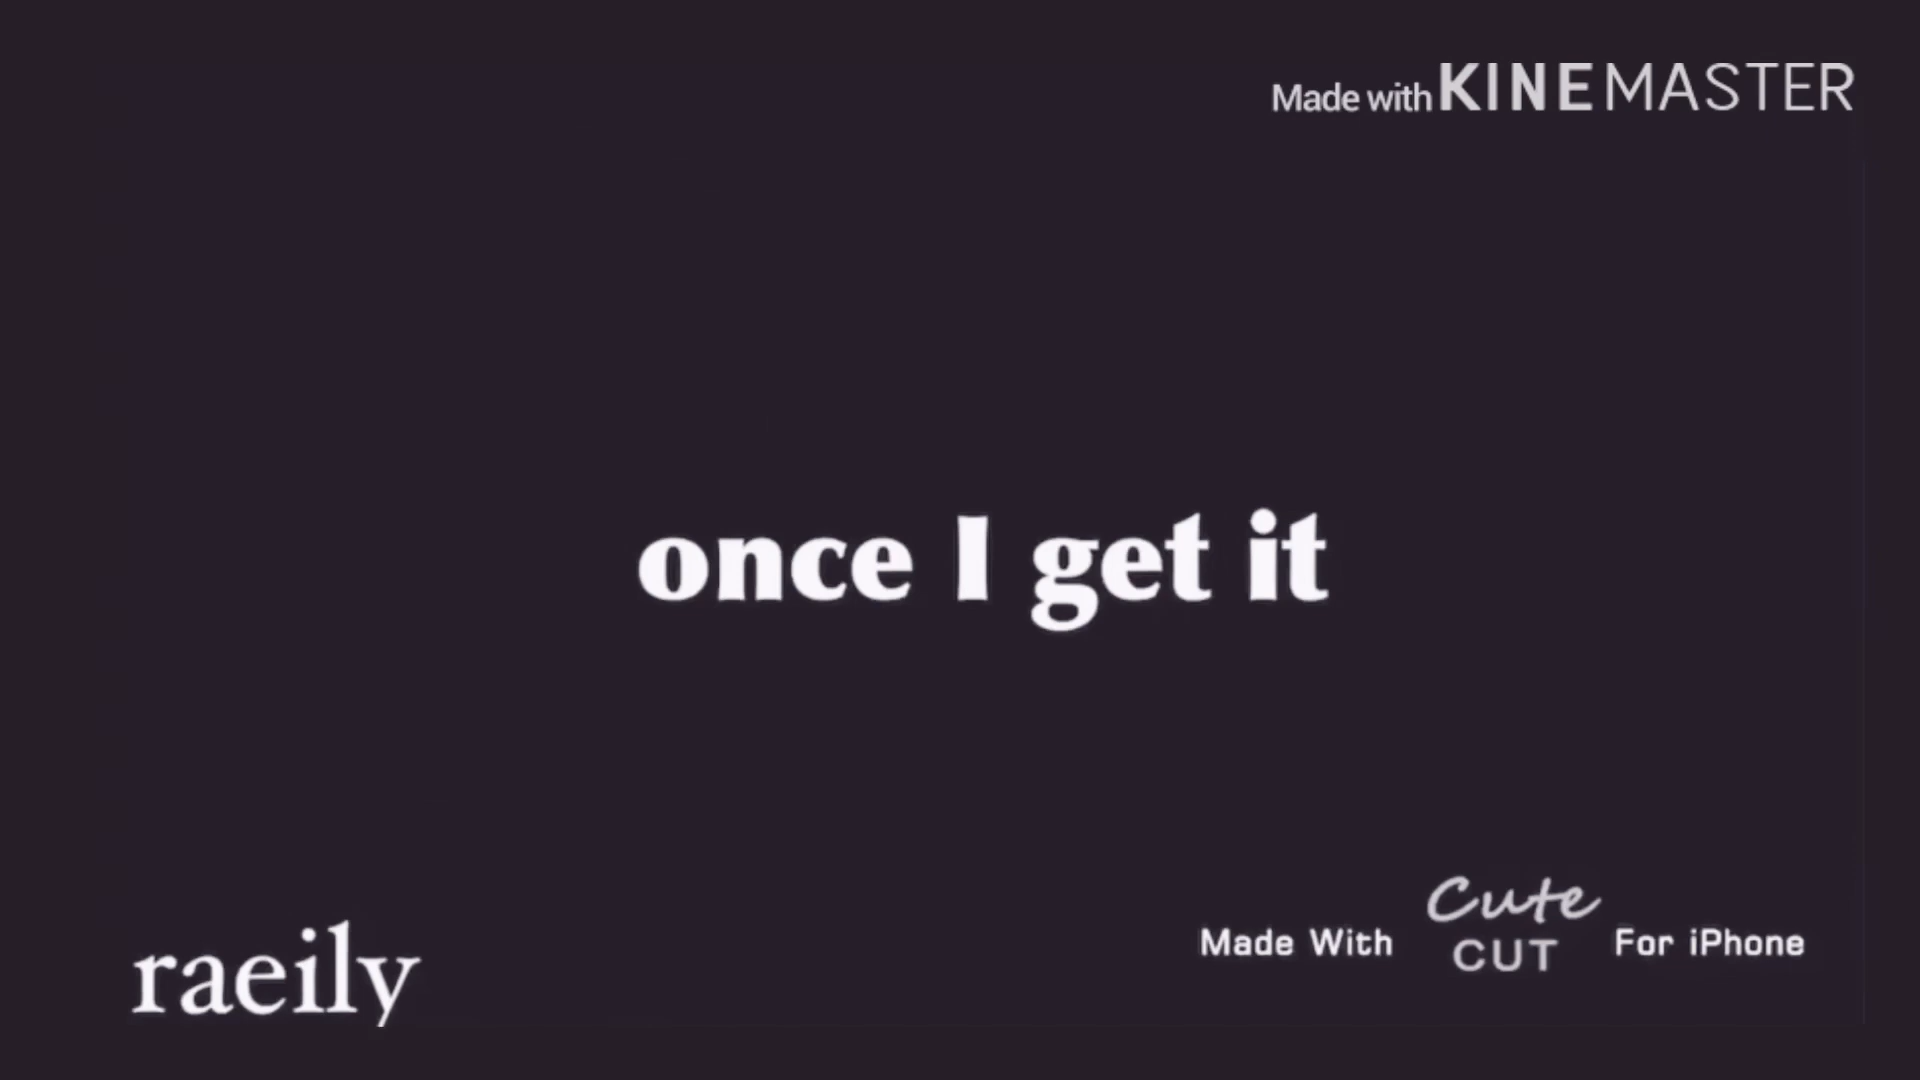 Made with KINEMASTER
once I get it
Cute
Made With CUT For iPhone
raeily